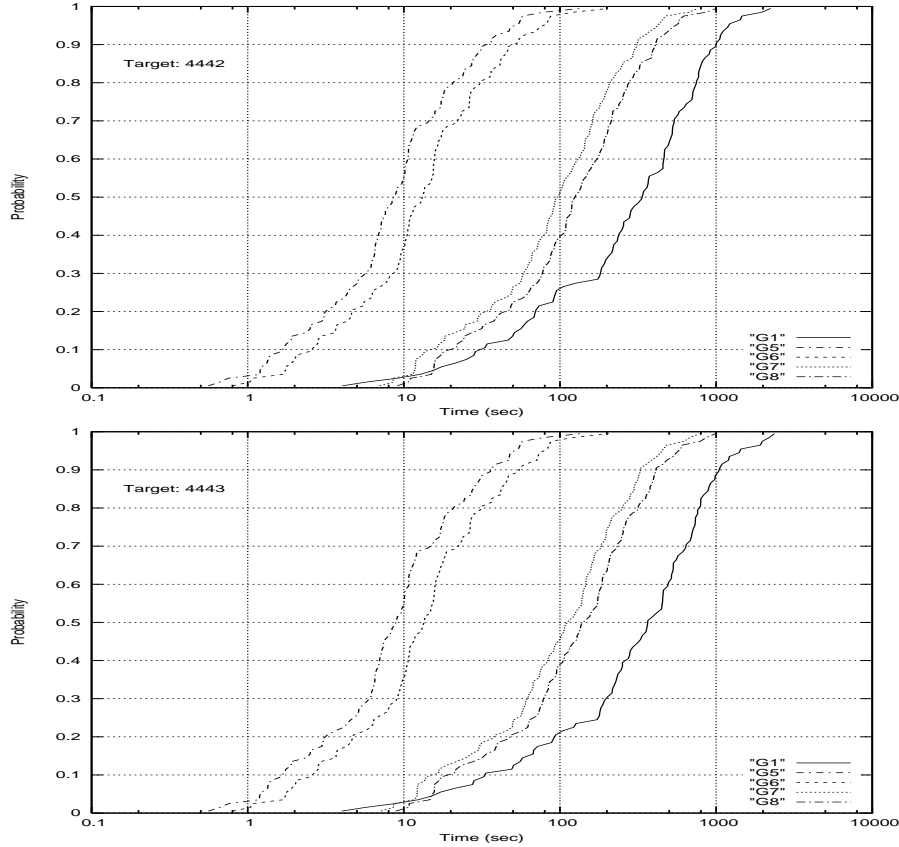 1
0.9
Target: 4442
0.8
0.7
0.6
0.5
Probability
0.4
0.3
0.2
0.1
"G1"
"G5"
"G6"
"G7"
"G8"
0
0.1 1 10 100 1000 10000
Time (sec)
1
0.9
Target: 4443
0.8
0.7
0.6
0.5
Probability
0.4
0.3
0.2
0.1
"G1"
"G5"
"G6"
"G7"
"G8"
0
0.1 1 10 100 1000 10000
Time (sec)